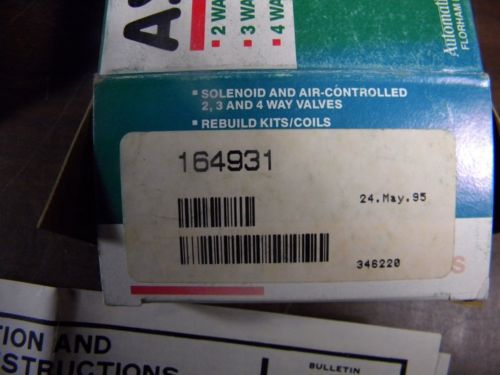 2 WA
3 WA
4 WA
Automati
FLORHAM
SOLENOID AND AIR-CONTROLLED
2, 3 AND 4 WAY VALVES
REBUILD KITS/COILS
164931
24.May.95
346220
S
TION AND
STRUCTIONS
BULLETIN